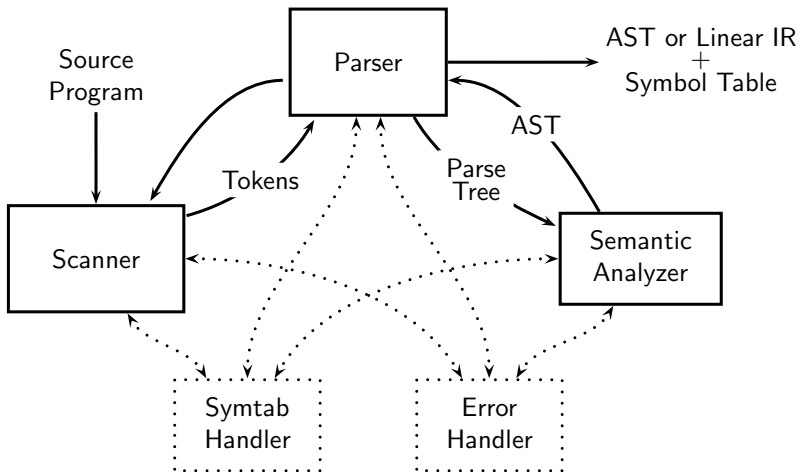 Parser
AST or Linear IR
+
Symbol Table
Source
Program
AST
Tokens
Parse
Tree
Scanner
Semantic
Analyzer
Symtab
Handler
Error
Handler